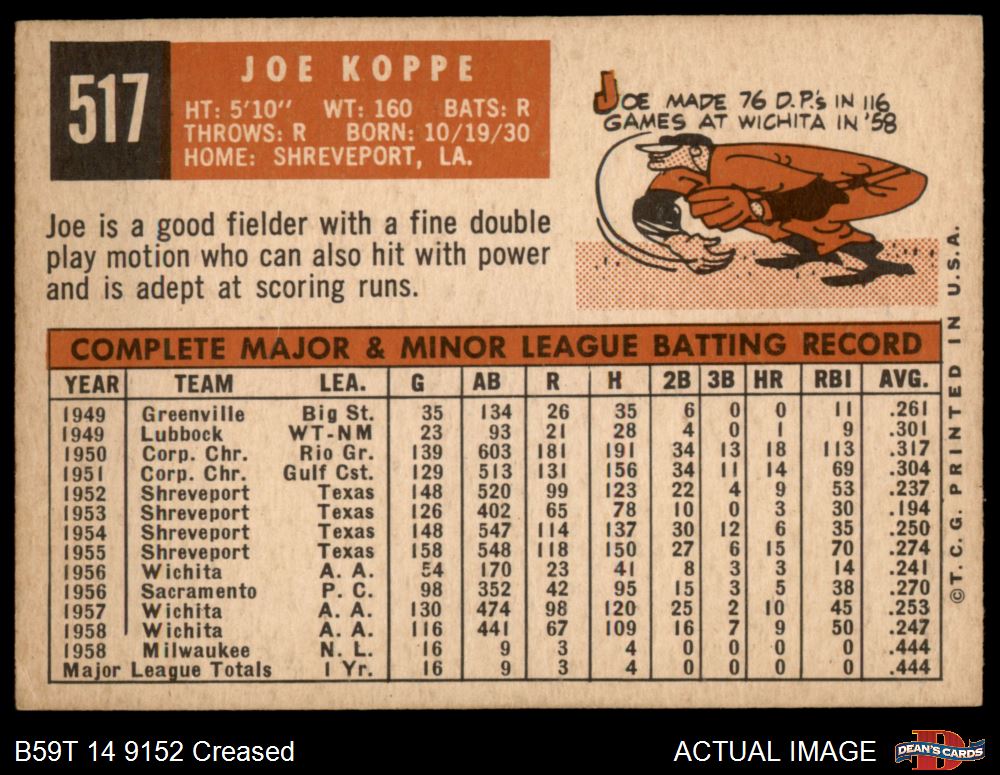 517
JOE KOPPE
HT: 5'10" WT: 160 BATS: R
THROWS: R BORN: 10/19/30
HOME: SHREVEPORT, LA.
JOE MADE 76 D.P.'s IN 116
GAMES AT WICHITA IN '58
Joe is a good fielder with a fine double
play motion who can also hit with power
and is adept at scoring runs.
COMPLETE MAJOR & MINOR LEAGUE BATTING RECORD
YEAR TEAM LEA. G AB R H 2B 3B HR RBI AVG.
1949 Greenville Big St. 35 134 26 35 6 0 0 11 .261
1949 Lubbock WT-NM 23 93 21 28 4 0 1 9 .301
1950 Corp. Chr. Rio Gr. 139 603 181 191 34 13 18 113 .317
1951 Corp. Chr. Gulf Cst. 129 513 131 156 34 11 14 69 .304
1952 Shreveport Texas 148 520 99 123 22 4 9 53 .237
1953 Shreveport Texas 126 402 65 78 10 0 3 30 .194
1954 Shreveport Texas 148 547 114 137 30 12 6 35 .250
1955 Shreveport Texas 158 548 118 150 27 6 15 70 .274
1956 Wichita A. A. 54 170 23 41 8 3 3 14 .241
1956 Sacramento P. C. 98 352 42 95 15 3 5 38 .270
1957 Wichita A. A. 130 474 98 120 25 2 10 45 .253
1958 Wichita A. A. 116 441 67 109 16 7 9 50 .247
1958 Milwaukee N. L. 16 9 3 4 0 0 0 0 .444
Major League Totals 1 Yr. 16 9 3 4 0 0 0 0 .444
©T. C. G. PRINTED IN U.S.A.
B59T 14 9152 Creased
ACTUAL IMAGE
DEAN'S CARDS